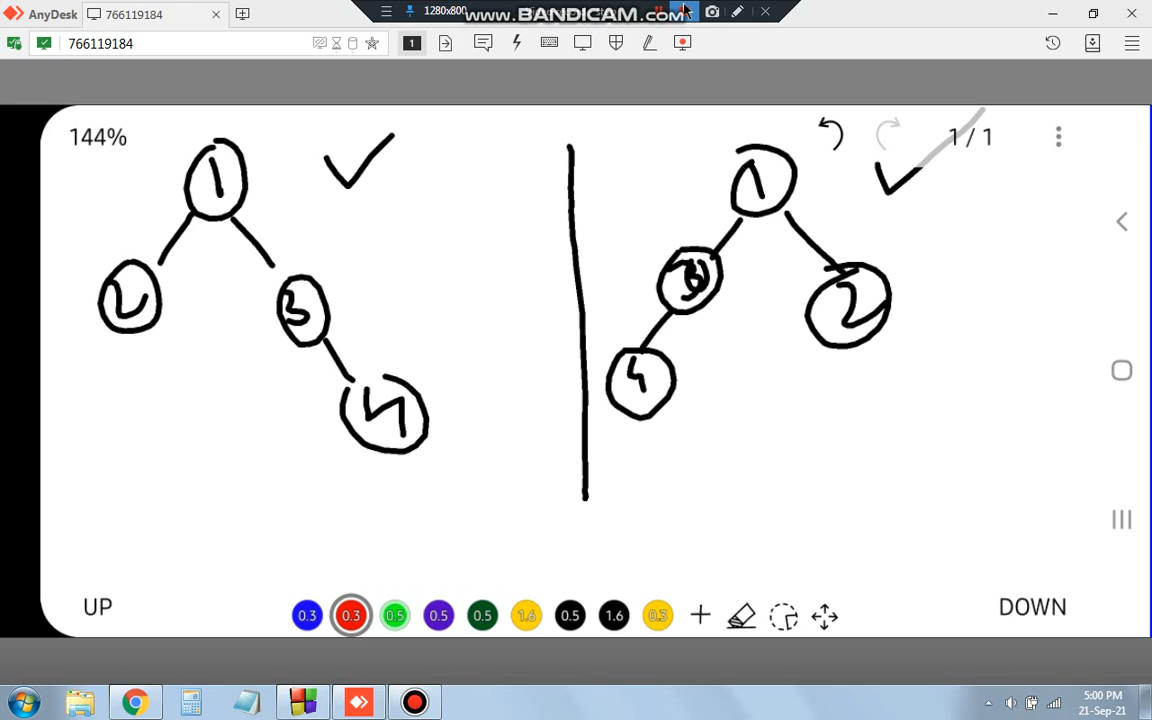 AnyDesk
766119184
1280x800
www.BANDICAM.com
766119184
1
144%
1 / 1
1
2
3
4
1
3
2
4
UP
0.3
0.3
0.5
0.5
0.5
1.6
0.5
1.6
0.3
DOWN
5:00 PM
21-Sep-21